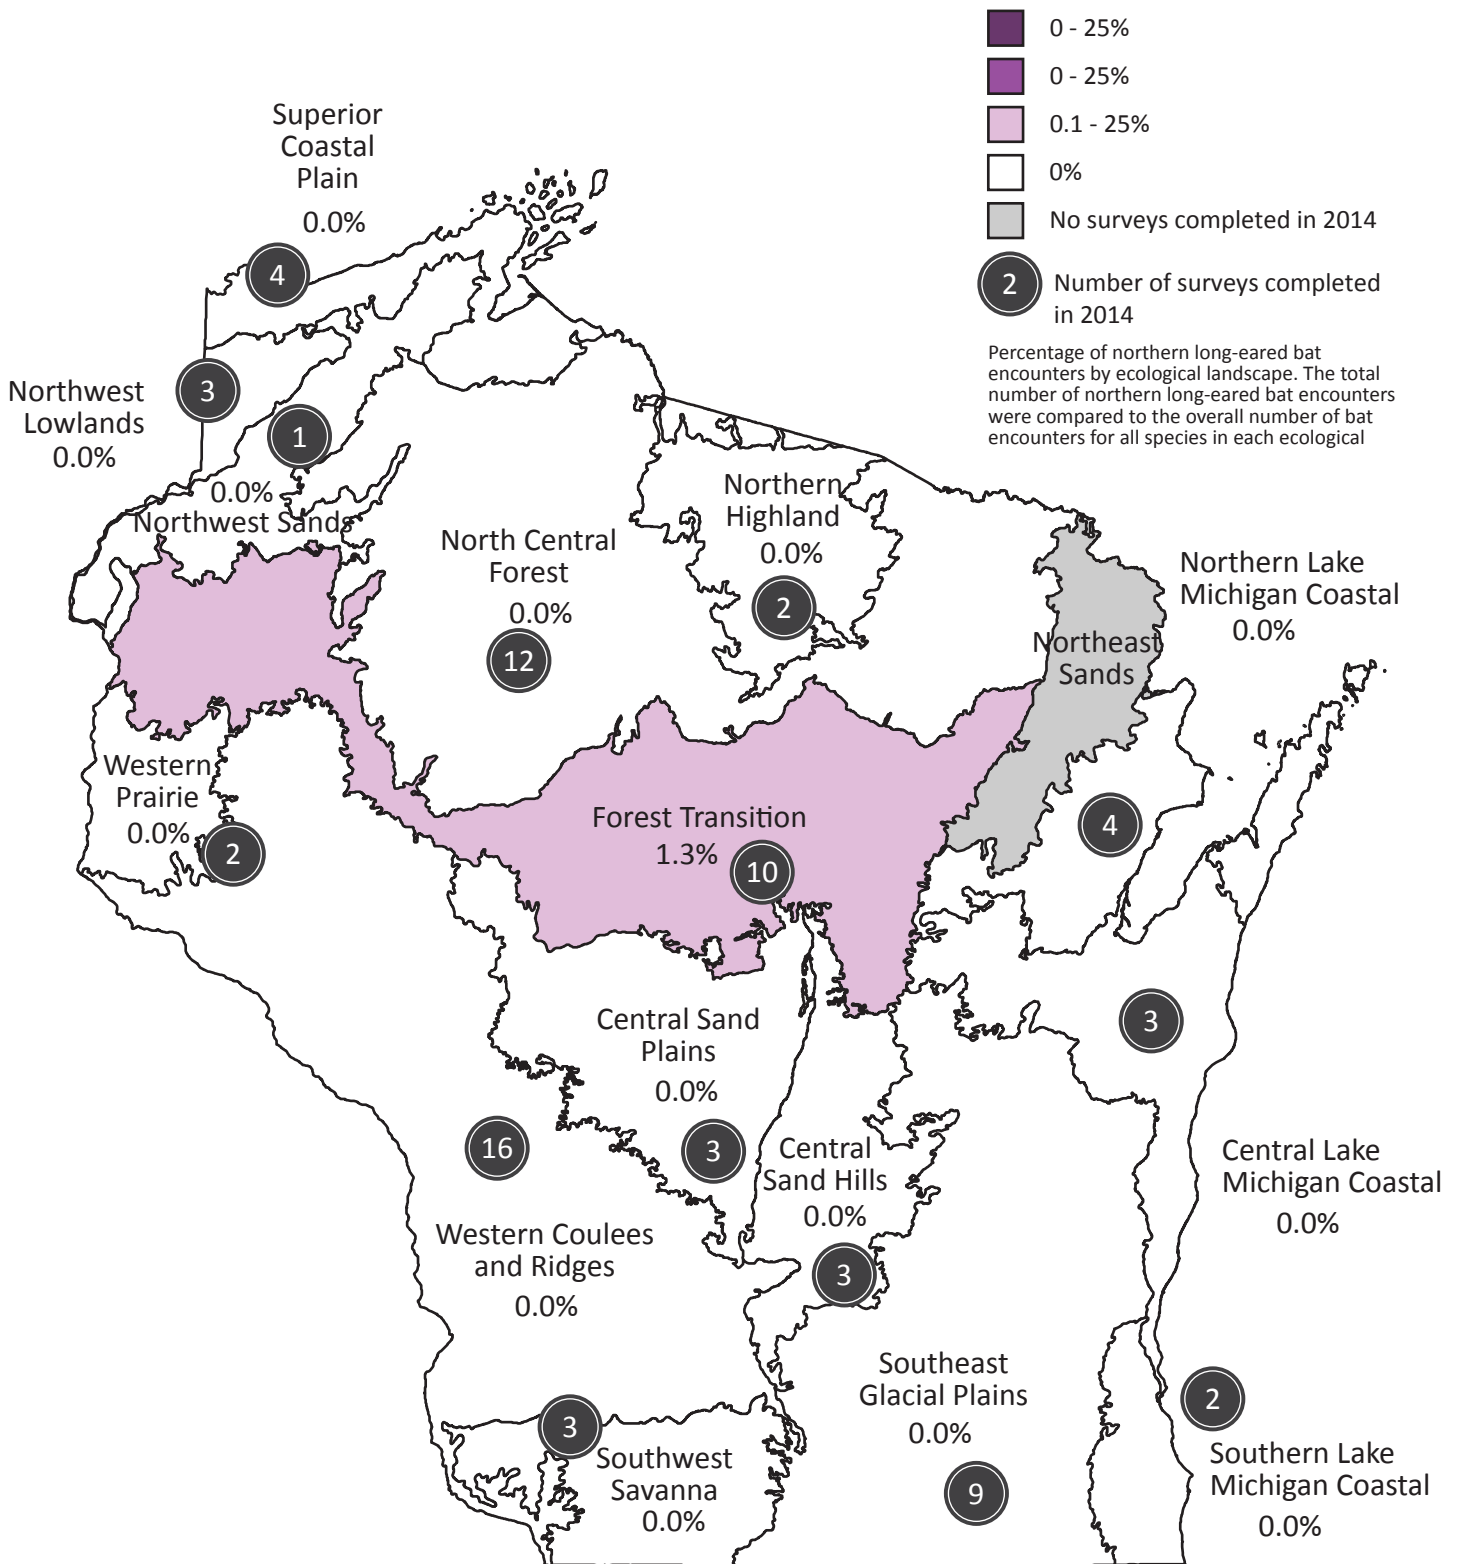 0 - 25%
0 - 25%
0.1 - 25%
0%
No surveys completed in 2014
2
Number of surveys completed
in 2014
Percentage of northern long-eared bat
encounters by ecological landscape. The total
number of northern long-eared bat encounters
were compared to the overall number of bat
encounters for all species in each ecological
Superior
Coastal
Plain
0.0%
4
Northwest
Lowlands
0.0%
3
1
0.0%
Northwest Sands
North Central
Forest
0.0%
12
Northern
Highland
0.0%
2
Northeast
Sands
Northern Lake
Michigan Coastal
0.0%
4
Western
Prairie
0.0%
2
Forest Transition
1.3%
10
Central Sand
Plains
0.0%
3
3
16
Western Coulees
and Ridges
0.0%
Central
Sand Hills
0.0%
3
Central Lake
Michigan Coastal
0.0%
3
Southwest
Savanna
0.0%
Southeast
Glacial Plains
0.0%
9
2
Southern Lake
Michigan Coastal
0.0%